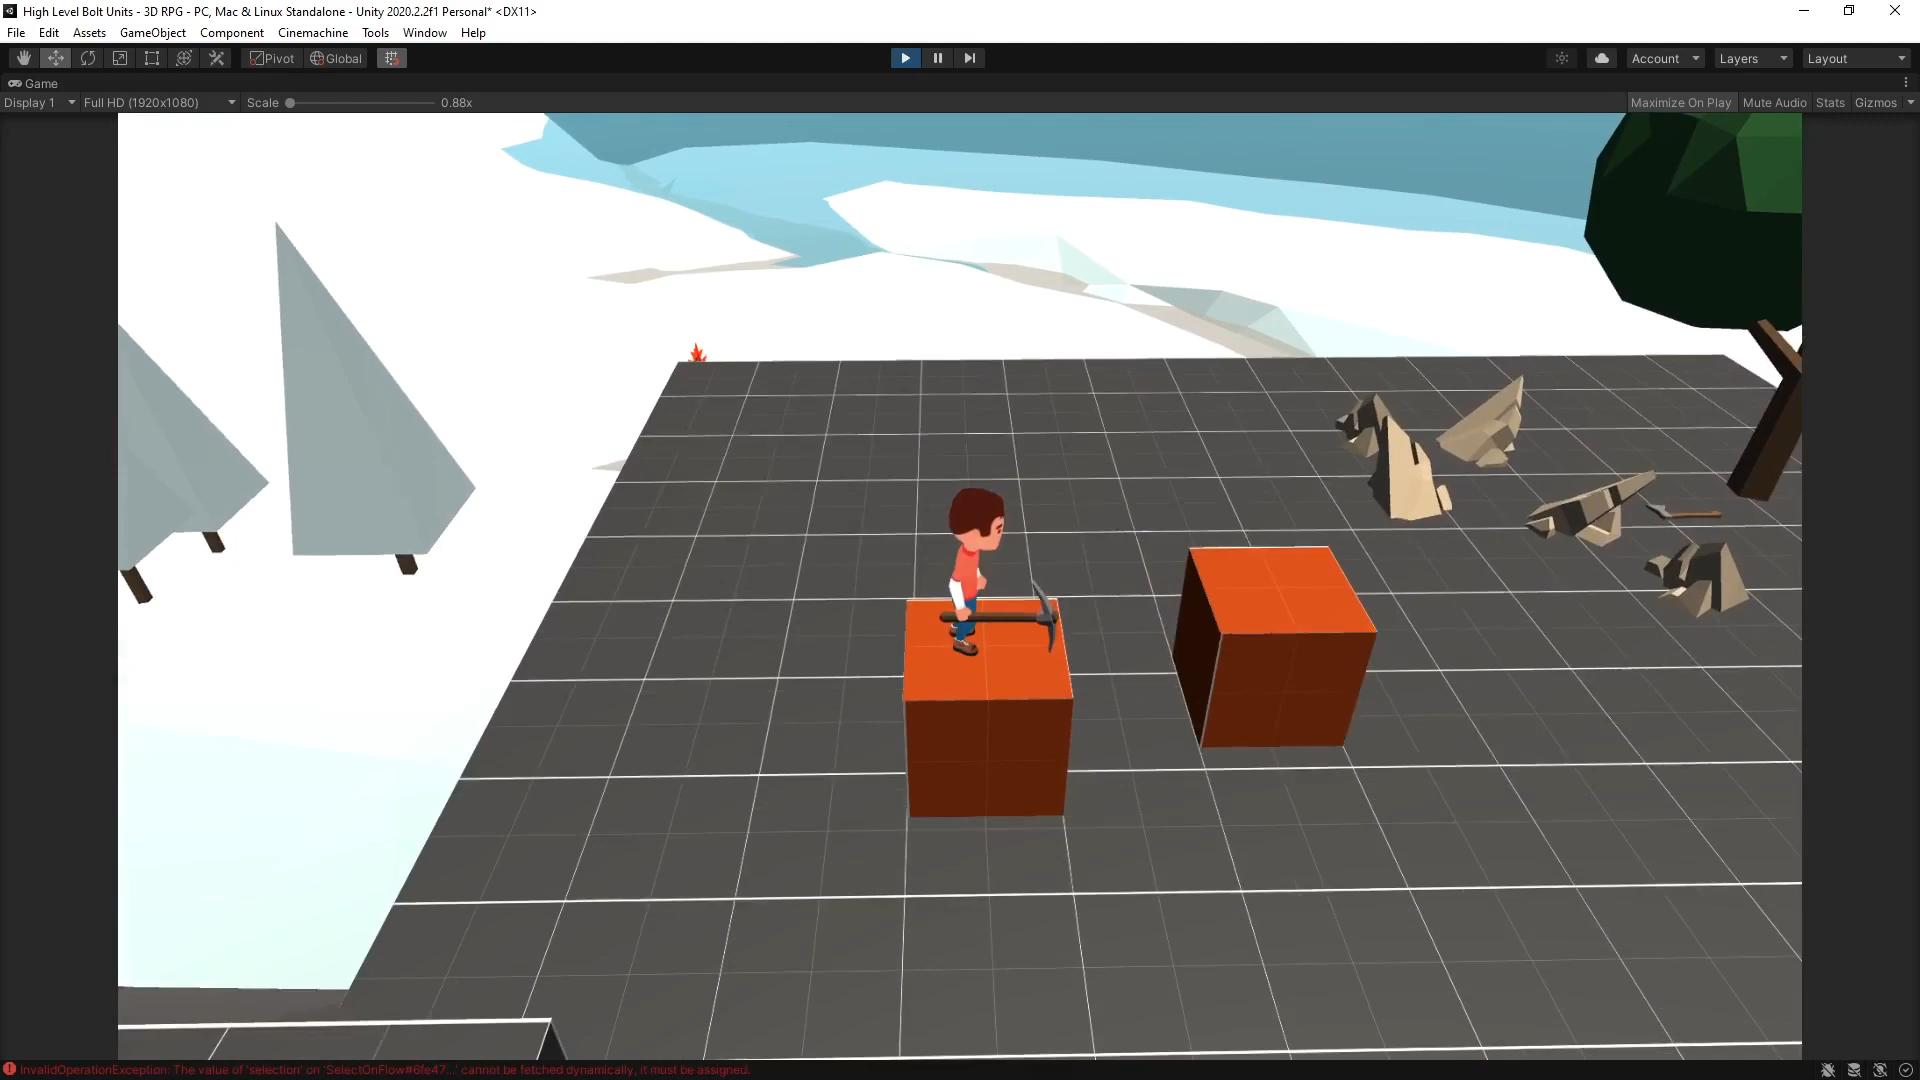 High Level Bolt Units - 3D RPG - PC, Mac & Linux Standalone - Unity 2020.2.2f1 Personal* <DX11>
File Edit Assets GameObject Component Cinemachine Tools Window Help
Pivot Global Account Layers Layout
Game
Display 1 Full HD (1920x1080) Scale 0.88x Maximize On Play Mute Audio Stats Gizmos
InvalidOperationException: The value of 'selection' on 'SelectOnFlow#6fe47...' cannot be fetched dynamically, it must be assigned.